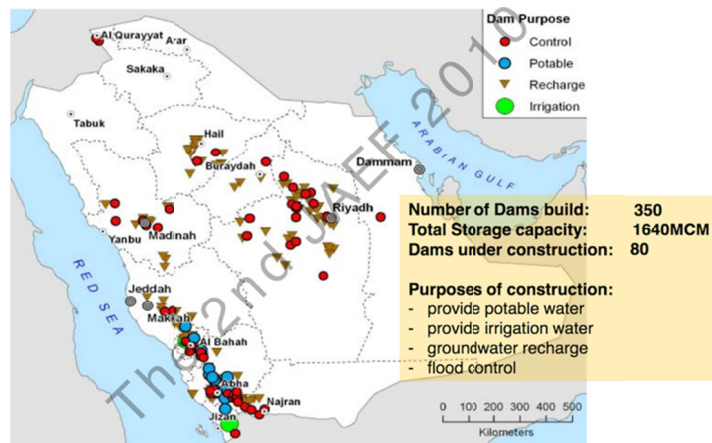 Dam Purpose
Control
Potable
Recharge
Irrigation
Al Qurayyat
Arar
Sakaka
Tabuk
Hail
Buraydah
Dammam
ARABIAN GULF
Riyadh
Madinah
Yanbu
RED SEA
Jeddah
Makkah
Al Bahah
Abha
Najran
Jizan
Number of Dams build: 350
Total Storage capacity: 1640MCM
Dams under construction: 80
Purposes of construction:
- provide potable water
- provide irrigation water
- groundwater recharge
- flood control
0 100 200 300 400 500
Kilometers
The 2nd JAEF 2010